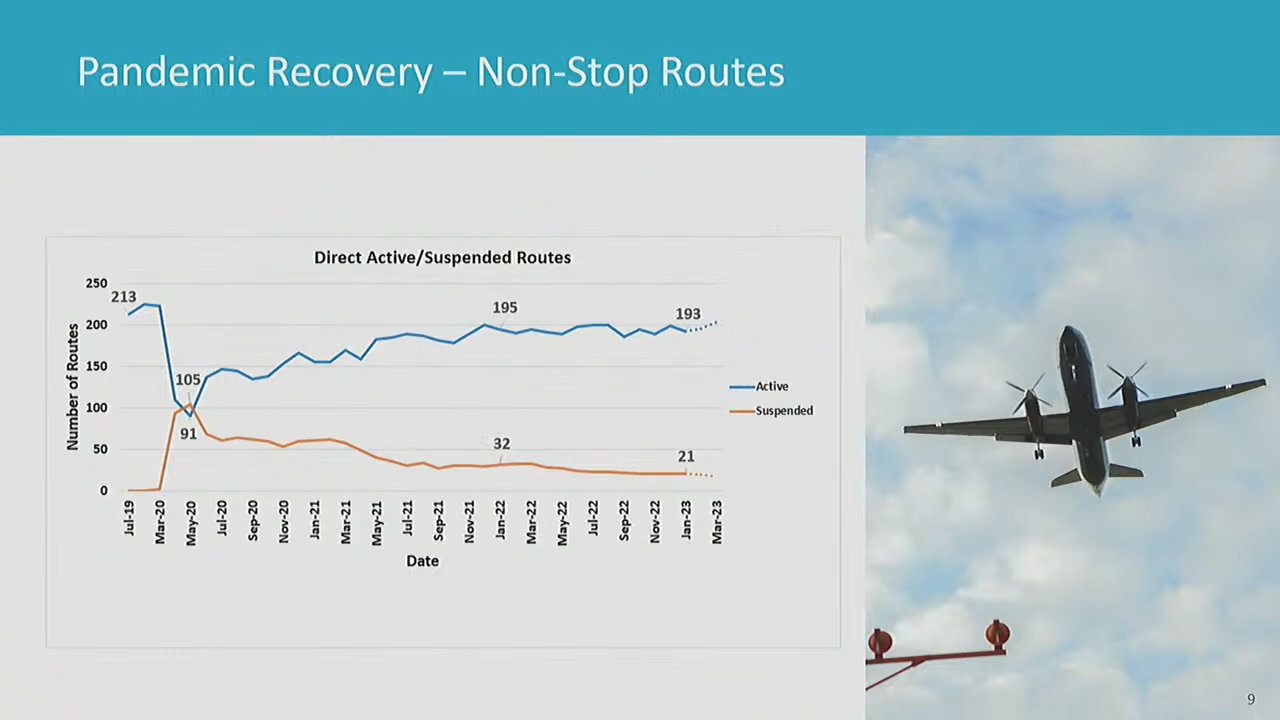 Pandemic Recovery – Non-Stop Routes
Direct Active/Suspended Routes
Number of Routes
250
200
150
100
50
0
213
105
91
195
32
193
21
Active
Suspended
Jul-19
Mar-20
May-20
Jul-20
Sep-20
Nov-20
Jan-21
Mar-21
May-21
Jul-21
Sep-21
Nov-21
Jan-22
Mar-22
May-22
Jul-22
Sep-22
Nov-22
Jan-23
Mar-23
Date
9